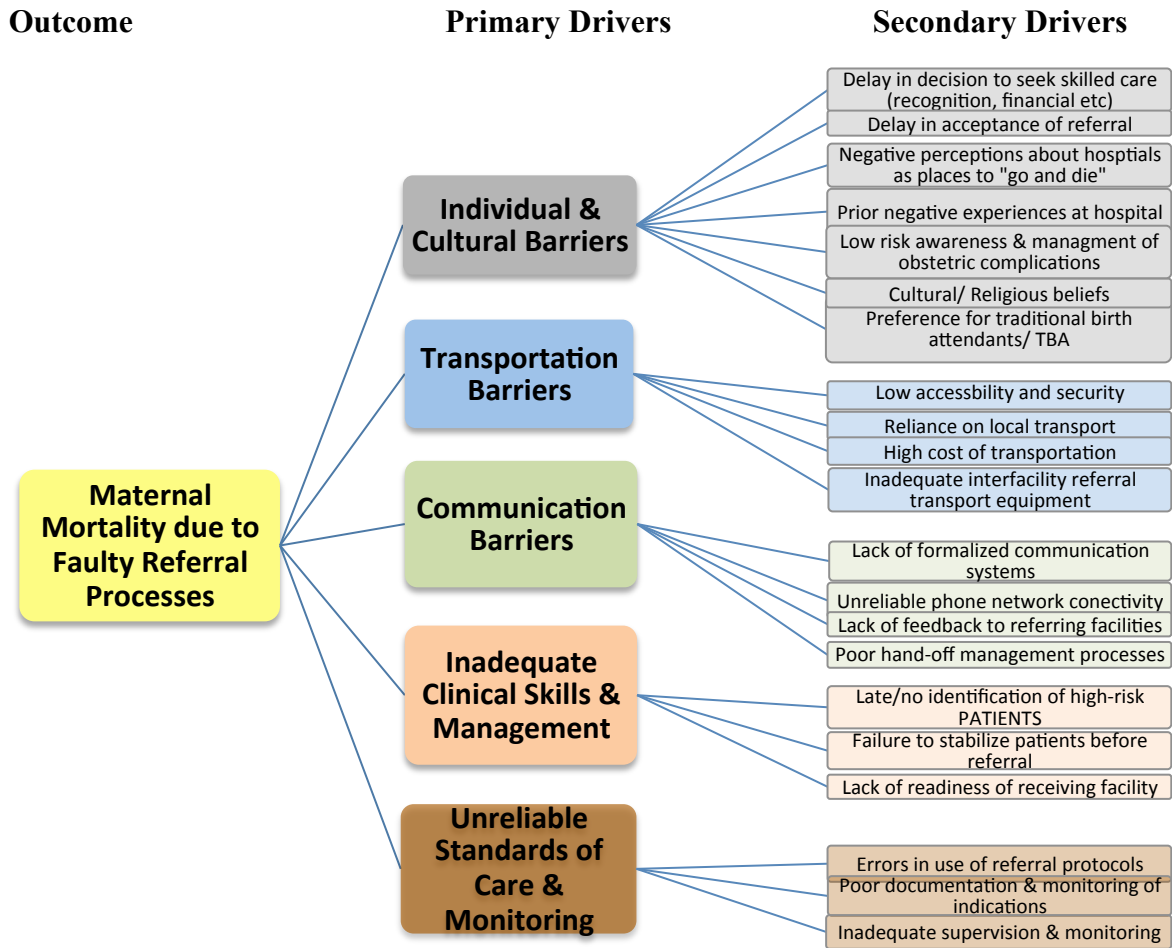 Outcome
Primary Drivers
Secondary Drivers
Maternal
Mortality due to
Faulty Referral
Processes
Individual &
Cultural Barriers
Delay in decision to seek skilled care
(recognition, financial etc)
Delay in acceptance of referral
Negative perceptions about hosptials
as places to "go and die"
Prior negative experiences at hospital
Low risk awareness & managment of
obstetric complications
Cultural/ Religious beliefs
Preference for traditional birth
attendants/ TBA
Transportation
Barriers
Low accessbility and security
Reliance on local transport
High cost of transportation
Inadequate interfacility referral
transport equipment
Communication
Barriers
Lack of formalized communication
systems
Unreliable phone network conectivity
Lack of feedback to referring facilities
Poor hand-off management processes
Inadequate
Clinical Skills &
Management
Late/no identification of high-risk
PATIENTS
Failure to stabilize patients before
referral
Lack of readiness of receiving facility
Unreliable
Standards of
Care &
Monitoring
Errors in use of referral protocols
Poor documentation & monitoring of
indications
Inadequate supervision & monitoring